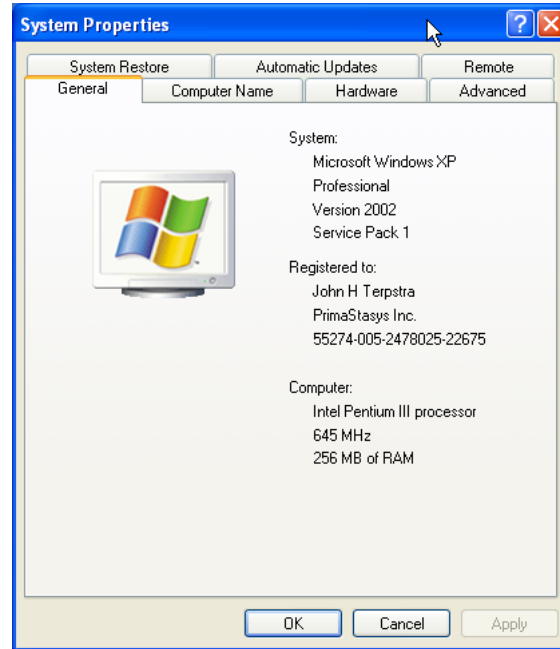 System Properties
System Restore
Automatic Updates
Remote
General
Computer Name
Hardware
Advanced
System:
Microsoft Windows XP
Professional
Version 2002
Service Pack 1
Registered to:
John H Terpstra
PrimaStasys Inc.
55274-005-2478025-22675
Computer:
Intel Pentium III processor
645 MHz
256 MB of RAM
OK
Cancel
Apply